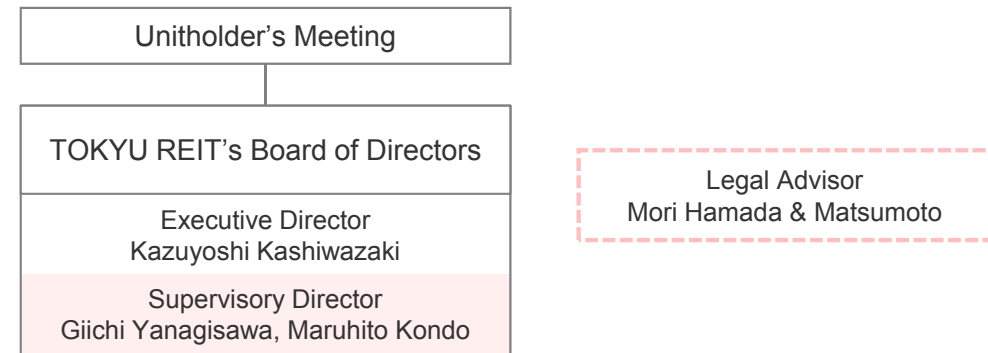 Unitholder’s Meeting
TOKYU REIT’s Board of Directors
Executive Director
Kazuyoshi Kashiwazaki
Supervisory Director
Giichi Yanagisawa, Maruhito Kondo
Legal Advisor
Mori Hamada & Matsumoto